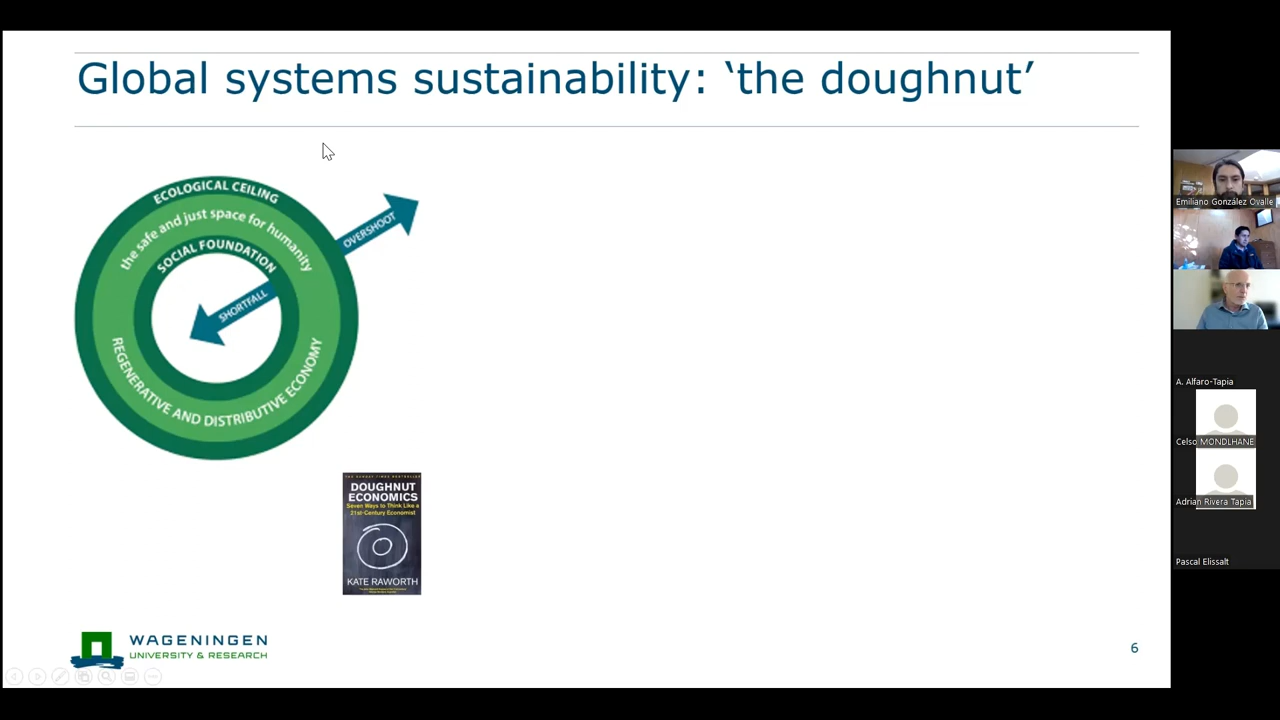 Global systems sustainability: ‘the doughnut’
ECOLOGICAL CEILING
the safe and just space for humanity
SOCIAL FOUNDATION
OVERSHOOT
SHORTFALL
REGENERATIVE AND DISTRIBUTIVE ECONOMY
DOUGHNUT
ECONOMICS
Seven Ways to Think Like a
21st-Century Economist
KATE RAWORTH
WAGENINGEN
UNIVERSITY & RESEARCH
6
Emiliano González Ovalle
A. Alfaro-Tapia
Celso MONDLHANE
Adrian Rivera-Tapia
Pascal Elissalt